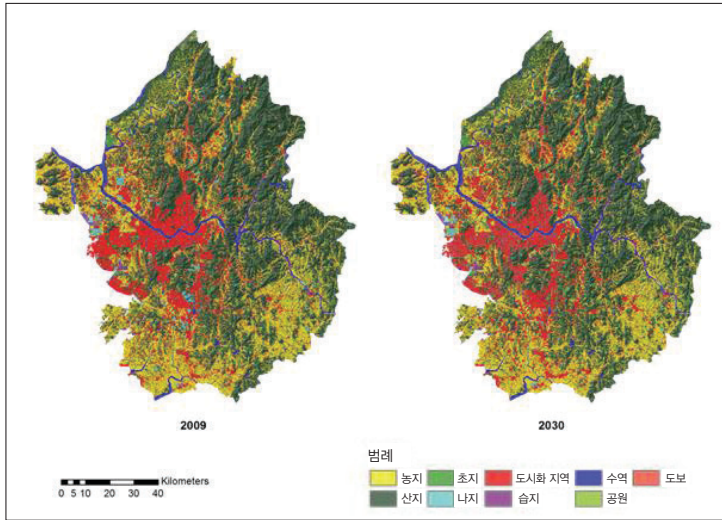 2009
2030
Kilometers
0 5 10 20 30 40
범례
농지 초지 도시화 지역 수역 도보
산지 나지 습지 공원